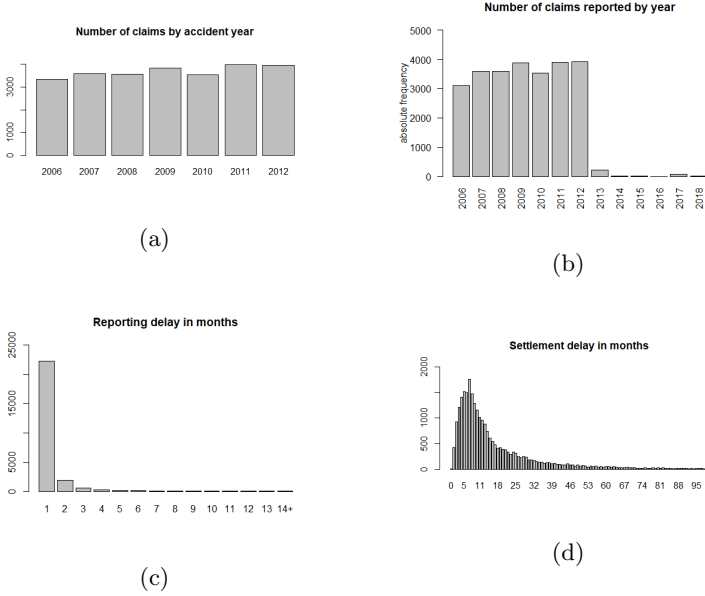 Number of claims by accident year
0 1000 3000
2006 2007 2008 2009 2010 2011 2012
(a)
Number of claims reported by year
absolute frequency
0 1000 2000 3000 4000 5000
2006 2007 2008 2009 2010 2011 2012 2013 2014 2015 2016 2017 2018
(b)
Reporting delay in months
0 5000 15000 25000
1 2 3 4 5 6 7 8 9 10 11 12 13 14+
(c)
Settlement delay in months
0 500 1000 2000
0 5 11 18 25 32 39 46 53 60 67 74 81 88 95
(d)